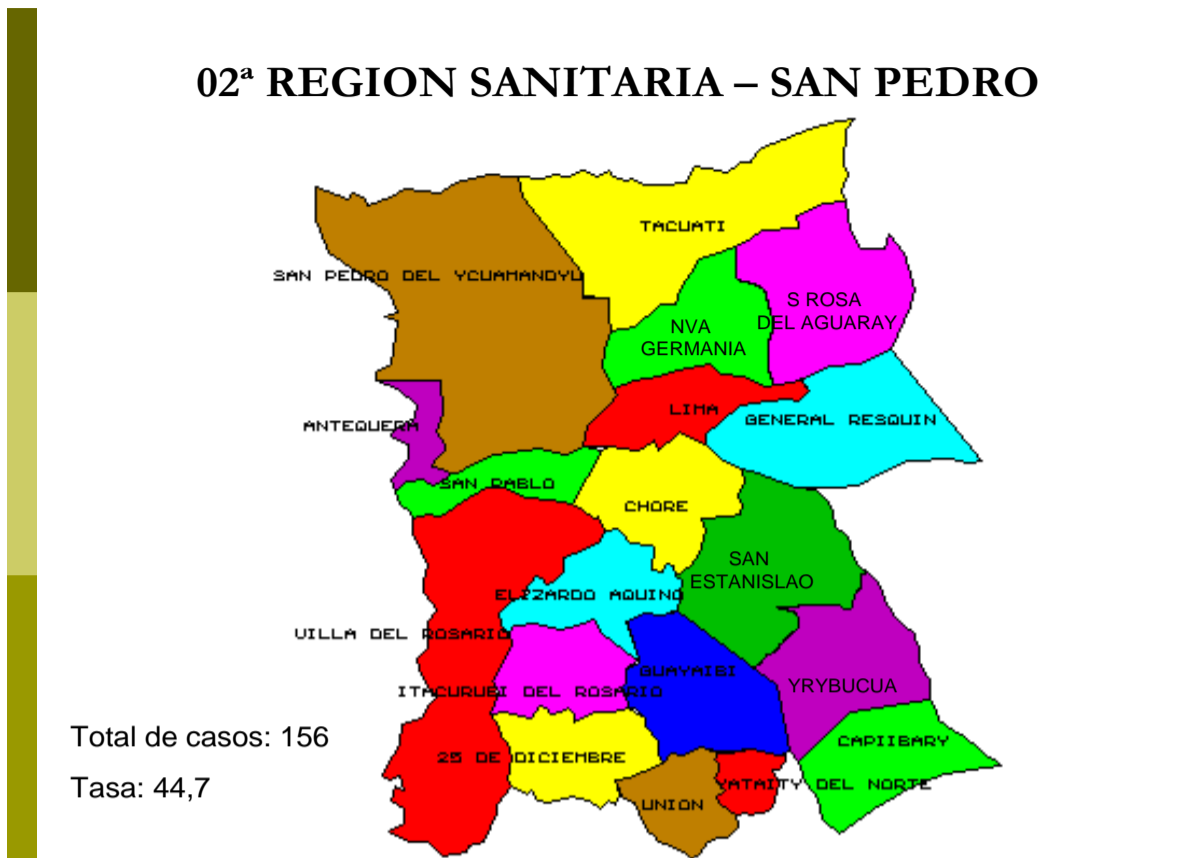 02ª REGION SANITARIA – SAN PEDRO
TACUATI
SAN PEDRO DEL YCUAMANDYU
S ROSA
DEL AGUARAY
NVA
GERMANIA
LIMA
GENERAL RESQUIN
ANTEQUERA
SAN PABLO
CHORE
SAN
ESTANISLAO
ELIZARDO AQUINO
VILLA DEL ROSARIO
GUAYAIBI
ITACURUBI DEL ROSARIO
YRYBUCUA
Total de casos: 156
CAPIIBARY
25 DE DICIEMBRE
Tasa: 44,7
YATAITY DEL NORTE
UNION